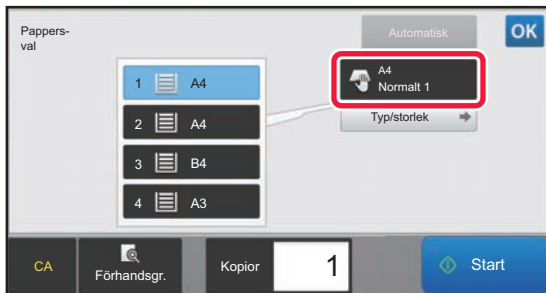 Pappers-
val
Automatisk
OK
1 A4
A4
Normalt 1
2 A4
Typ/storlek
3 B4
4 A3
CA
Förhandsgr.
Kopior
1
Start